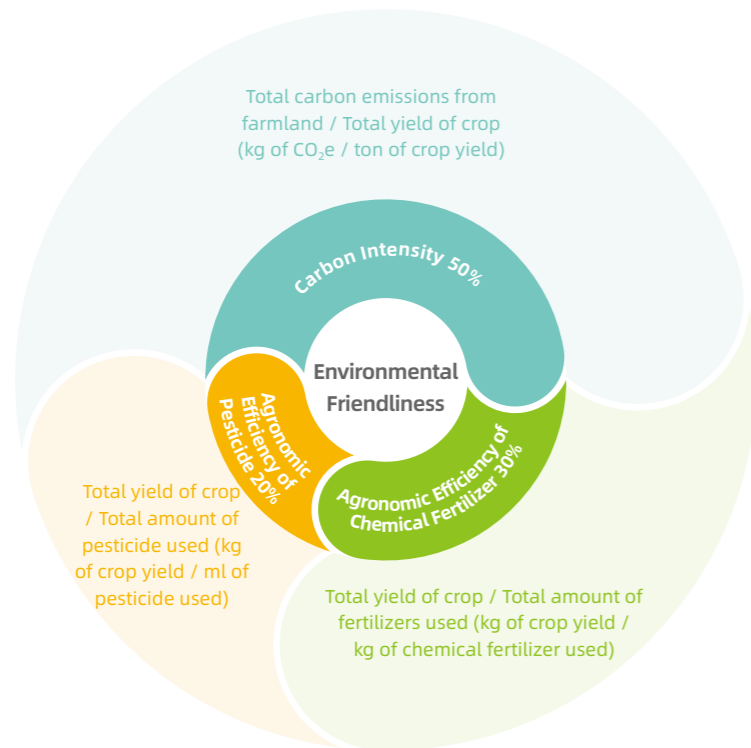 Total carbon emissions from
farmland / Total yield of crop
(kg of CO₂e / ton of crop yield)
Carbon Intensity 50%
Environmental
Friendliness
Agronomic
Efficiency of
Pesticide 20%
Agronomic Efficiency of
Chemical Fertilizer 30%
Total yield of crop
/ Total amount of
pesticide used (kg
of crop yield / ml of
pesticide used)
Total yield of crop / Total amount of
fertilizers used (kg of crop yield /
kg of chemical fertilizer used)